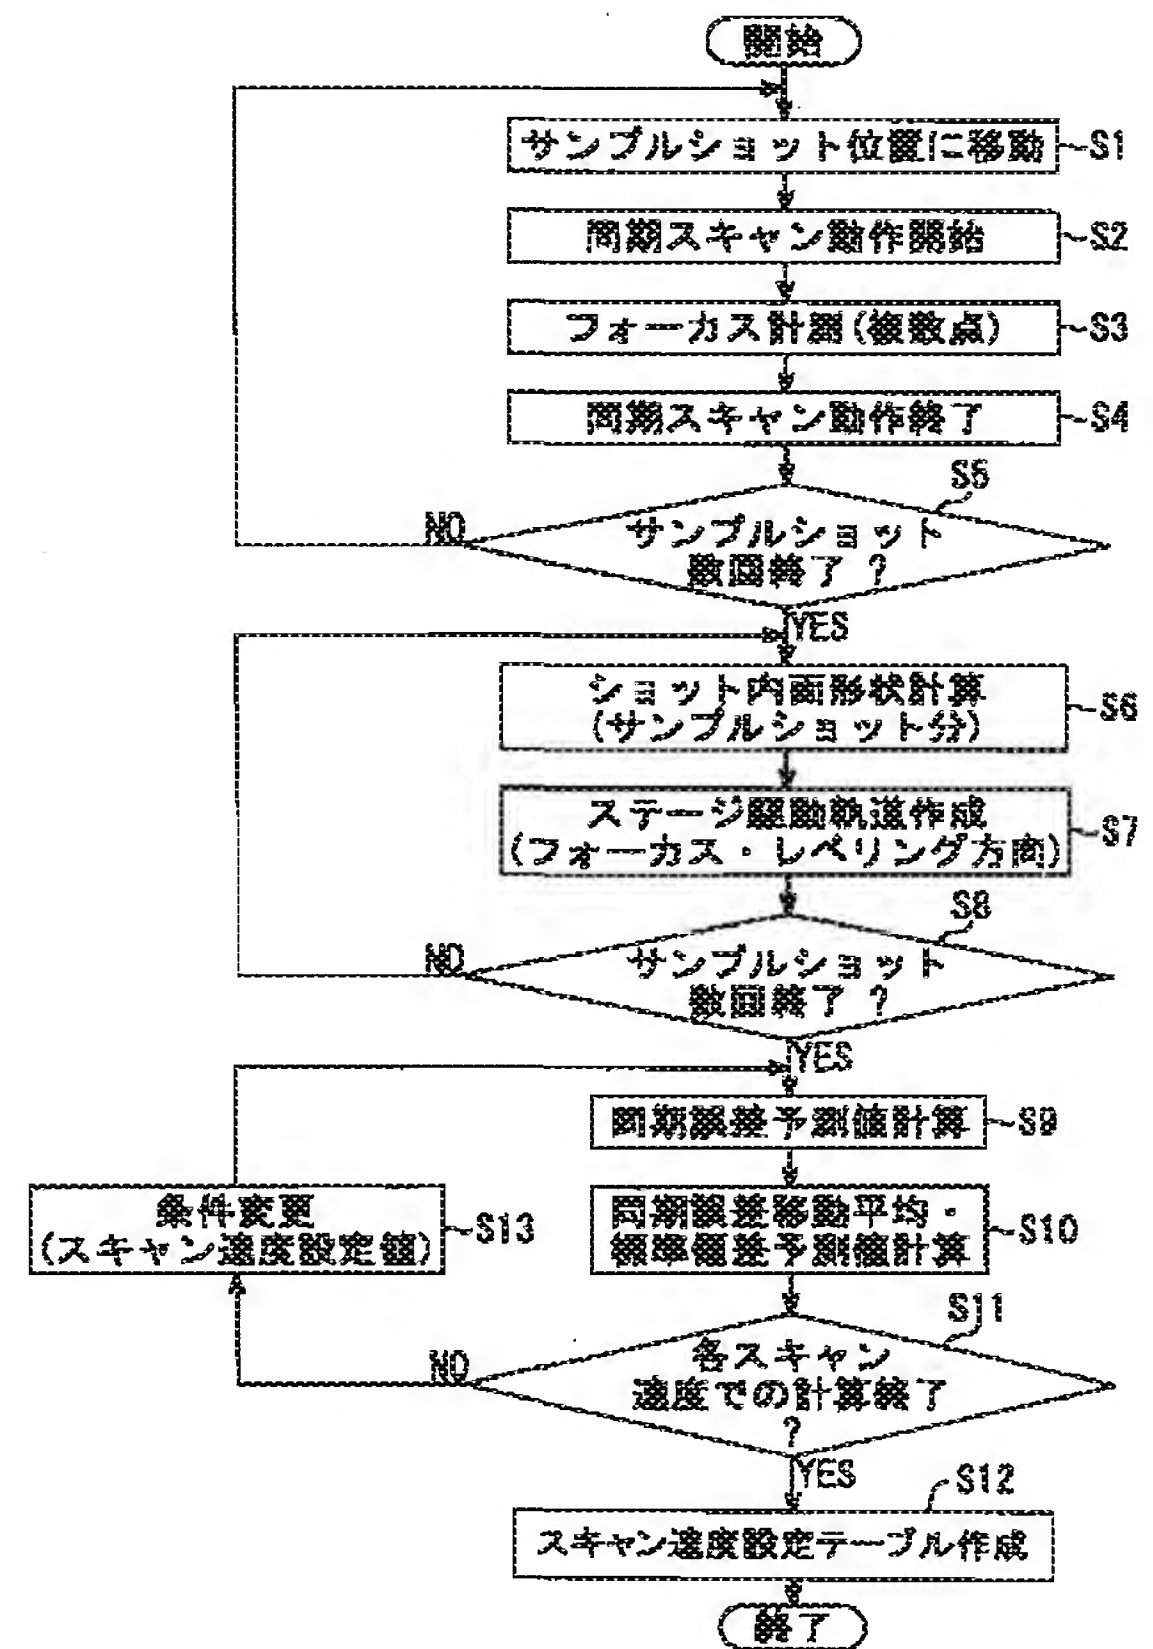 開始
サンプルショット位置に移動
S1
同期スキャン動作開始
S2
フォーカス計測(複数点)
S3
同期スキャン動作終了
S4
S5
サンプルショット
数回終了?
NO
YES
ショット内面形状計算
(サンプルショット分)
S6
ステージ駆動軌道作成
(フォーカス・レベリング方向)
S7
S8
サンプルショット
数回終了?
NO
YES
同期誤差予測値計算
S9
同期誤差移動平均・
標準偏差予測値計算
S10
条件変更
(スキャン速度設定値)
S13
S11
各スキャン
速度での計算終了
?
NO
YES
S12
スキャン速度設定テーブル作成
終了